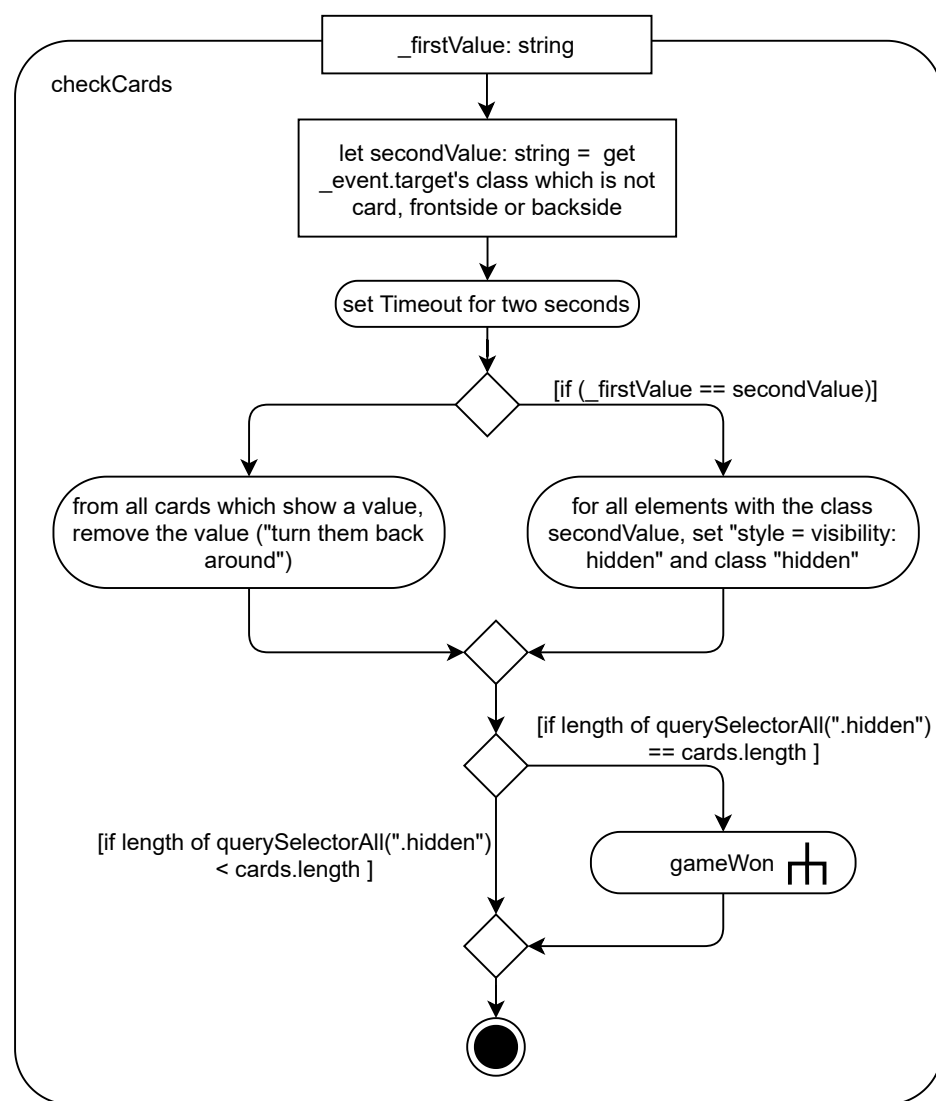 _firstValue: string
checkCards
let secondValue: string =  get
_event.target's class which is not
card, frontside or backside
set Timeout for two seconds
[if (_firstValue == secondValue)]
from all cards which show a value,
remove the value ("turn them back
around")
for all elements with the class
secondValue, set "style = visibility:
hidden" and class "hidden"
[if length of querySelectorAll(".hidden")
== cards.length ]
[if length of querySelectorAll(".hidden")
< cards.length ]
gameWon